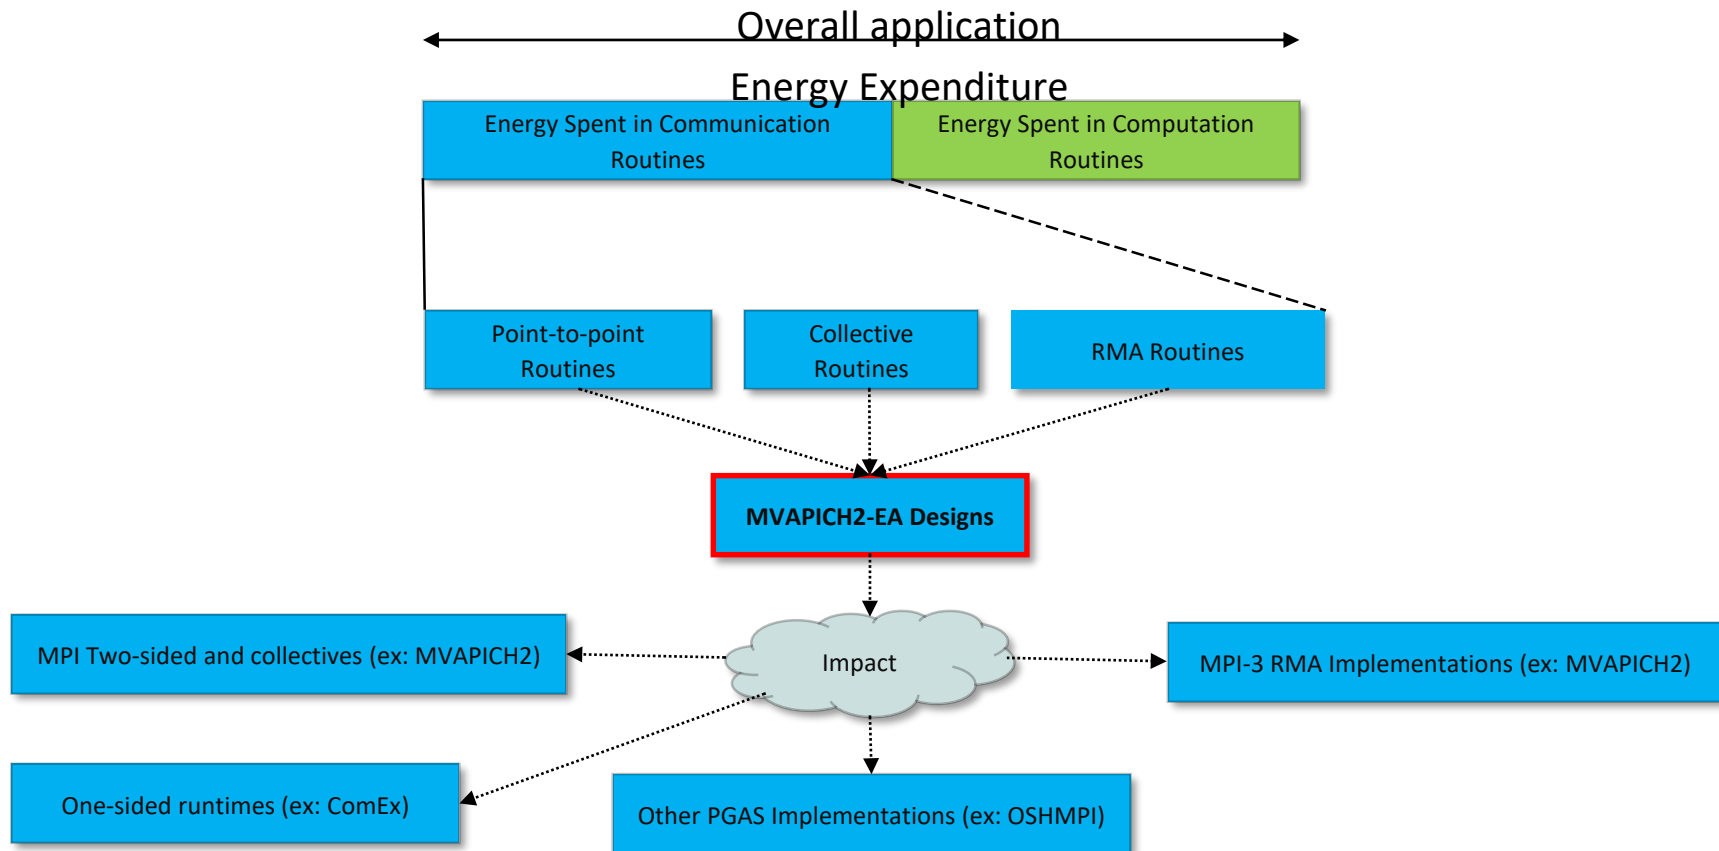 Overall application
Energy Expenditure
Energy Spent in Communication
Routines
Energy Spent in Computation
Routines
Point-to-point
Routines
Collective
Routines
RMA Routines
MVAPICH2-EA Designs
MPI Two-sided and collectives (ex: MVAPICH2)
Impact
MPI-3 RMA Implementations (ex: MVAPICH2)
One-sided runtimes (ex: ComEx)
Other PGAS Implementations (ex: OSHMPI)